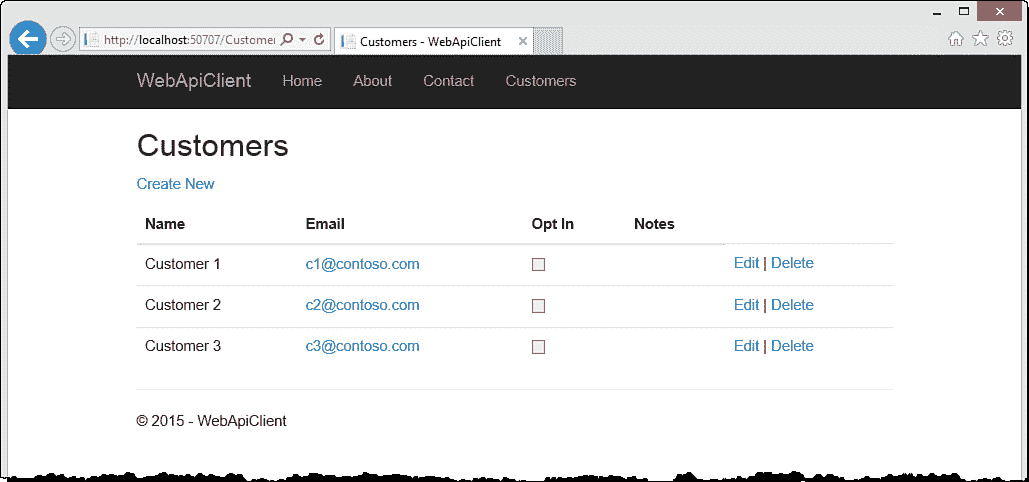 http://localhost:50707/Customer
Customers - WebApiClient
WebApiClient Home About Contact Customers
Customers
Create New
Name Email Opt In Notes
Customer 1 c1@contoso.com Edit | Delete
Customer 2 c2@contoso.com Edit | Delete
Customer 3 c3@contoso.com Edit | Delete
© 2015 - WebApiClient